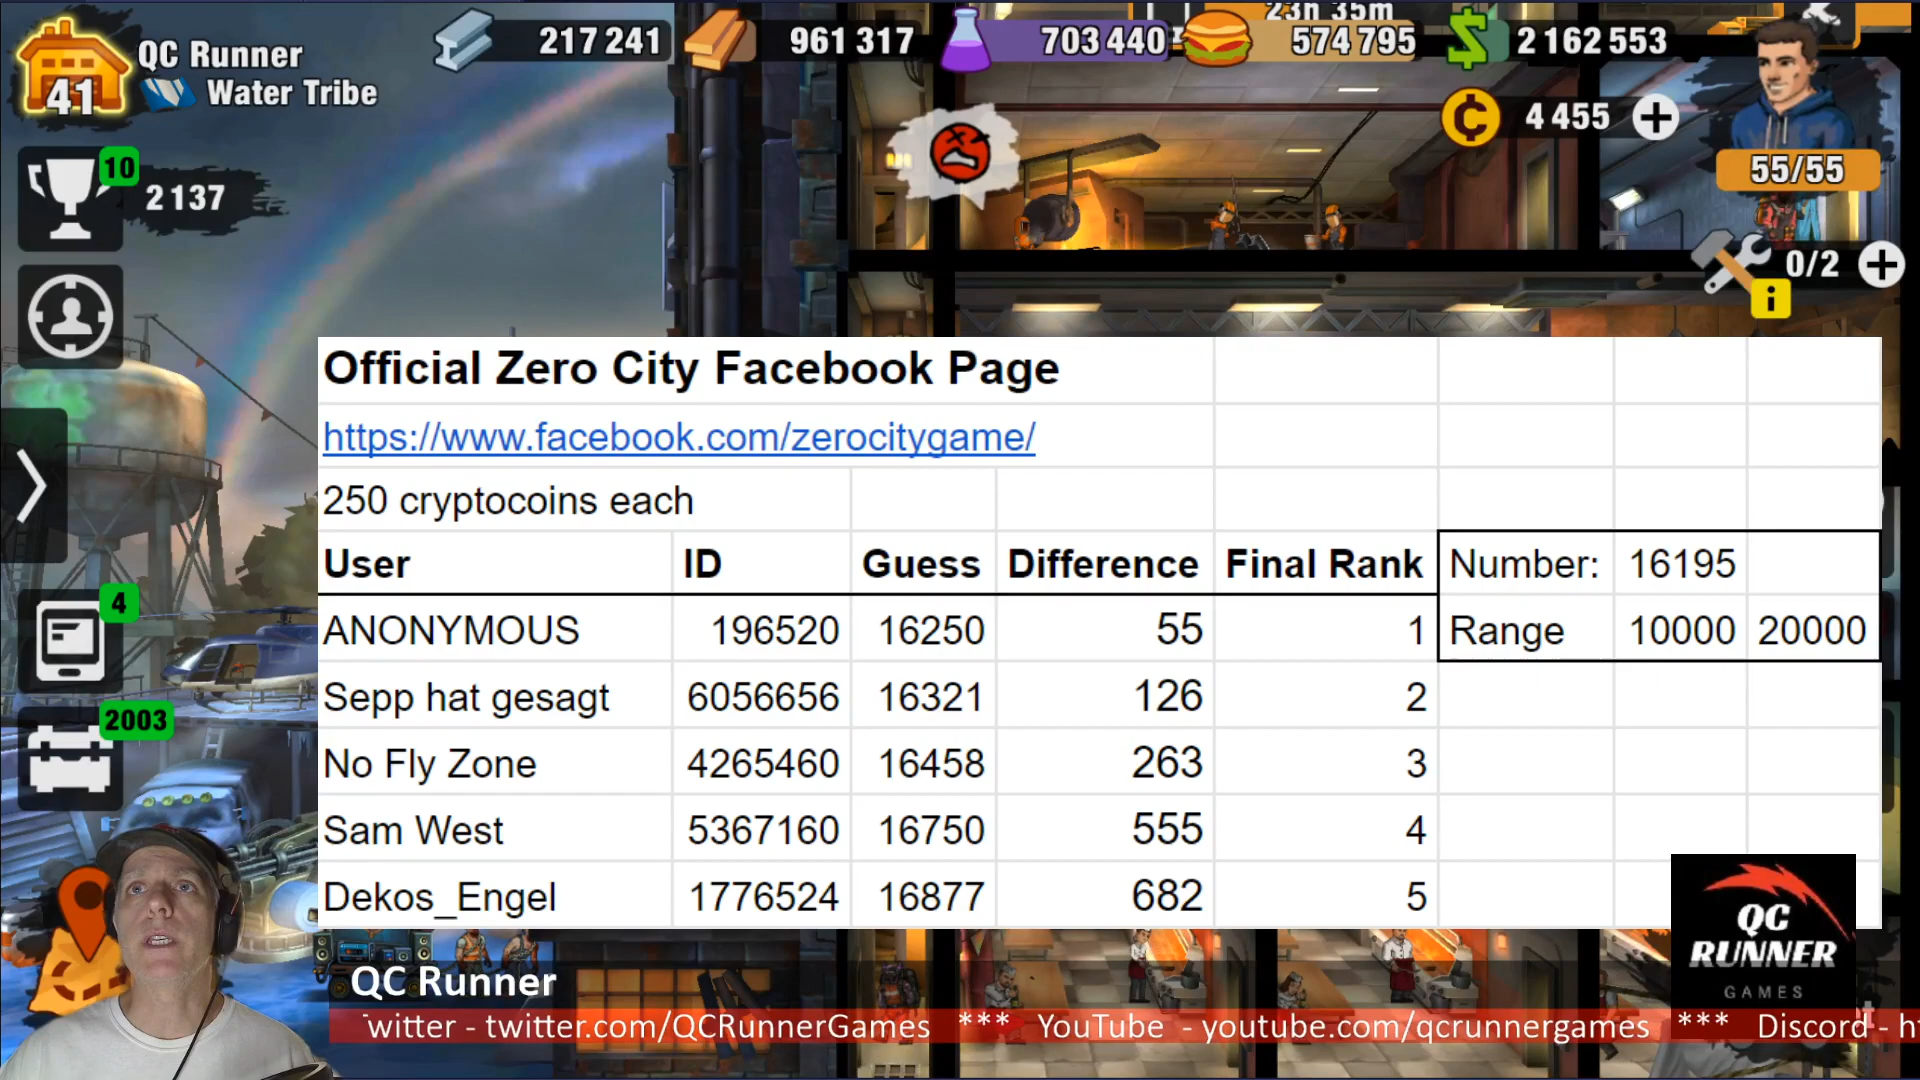 23h 35m
41
QC Runner
Water Tribe
217 241
961 317
703 440
574 795
2 162 553
4 455
10
2 137
55/55
0/2
i
4
2003
Official Zero City Facebook Page
https://www.facebook.com/zerocitygame/
250 cryptocoins each
User ID Guess Difference Final Rank Number: 16195
ANONYMOUS 196520 16250 55 1 Range 10000 20000
Sepp hat gesagt 6056656 16321 126 2
No Fly Zone 4265460 16458 263 3
Sam West 5367160 16750 555 4
Dekos_Engel 1776524 16877 682 5
QC
RUNNER
GAMES
QC Runner
witter - twitter.com/QCRunnerGames *** YouTube - youtube.com/qcrunnergames *** Discord - h